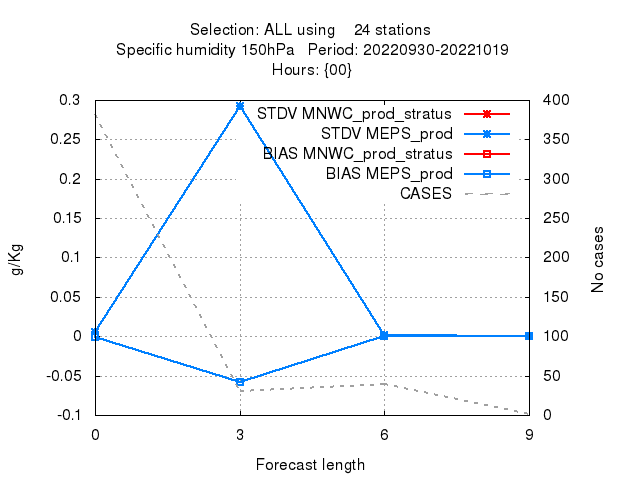 Selection: ALL using    24 stations
Specific humidity 150hPa   Period: 20220930-20221019
Hours: {00}
0.3
0.25
0.2
0.15
0.1
0.05
0
-0.05
-0.1
g/Kg
STDV MNWC_prod_stratus
STDV MEPS_prod
BIAS MNWC_prod_stratus
BIAS MEPS_prod
CASES
400
350
300
250
200
150
100
50
0
No cases
0 3 6 9
Forecast length